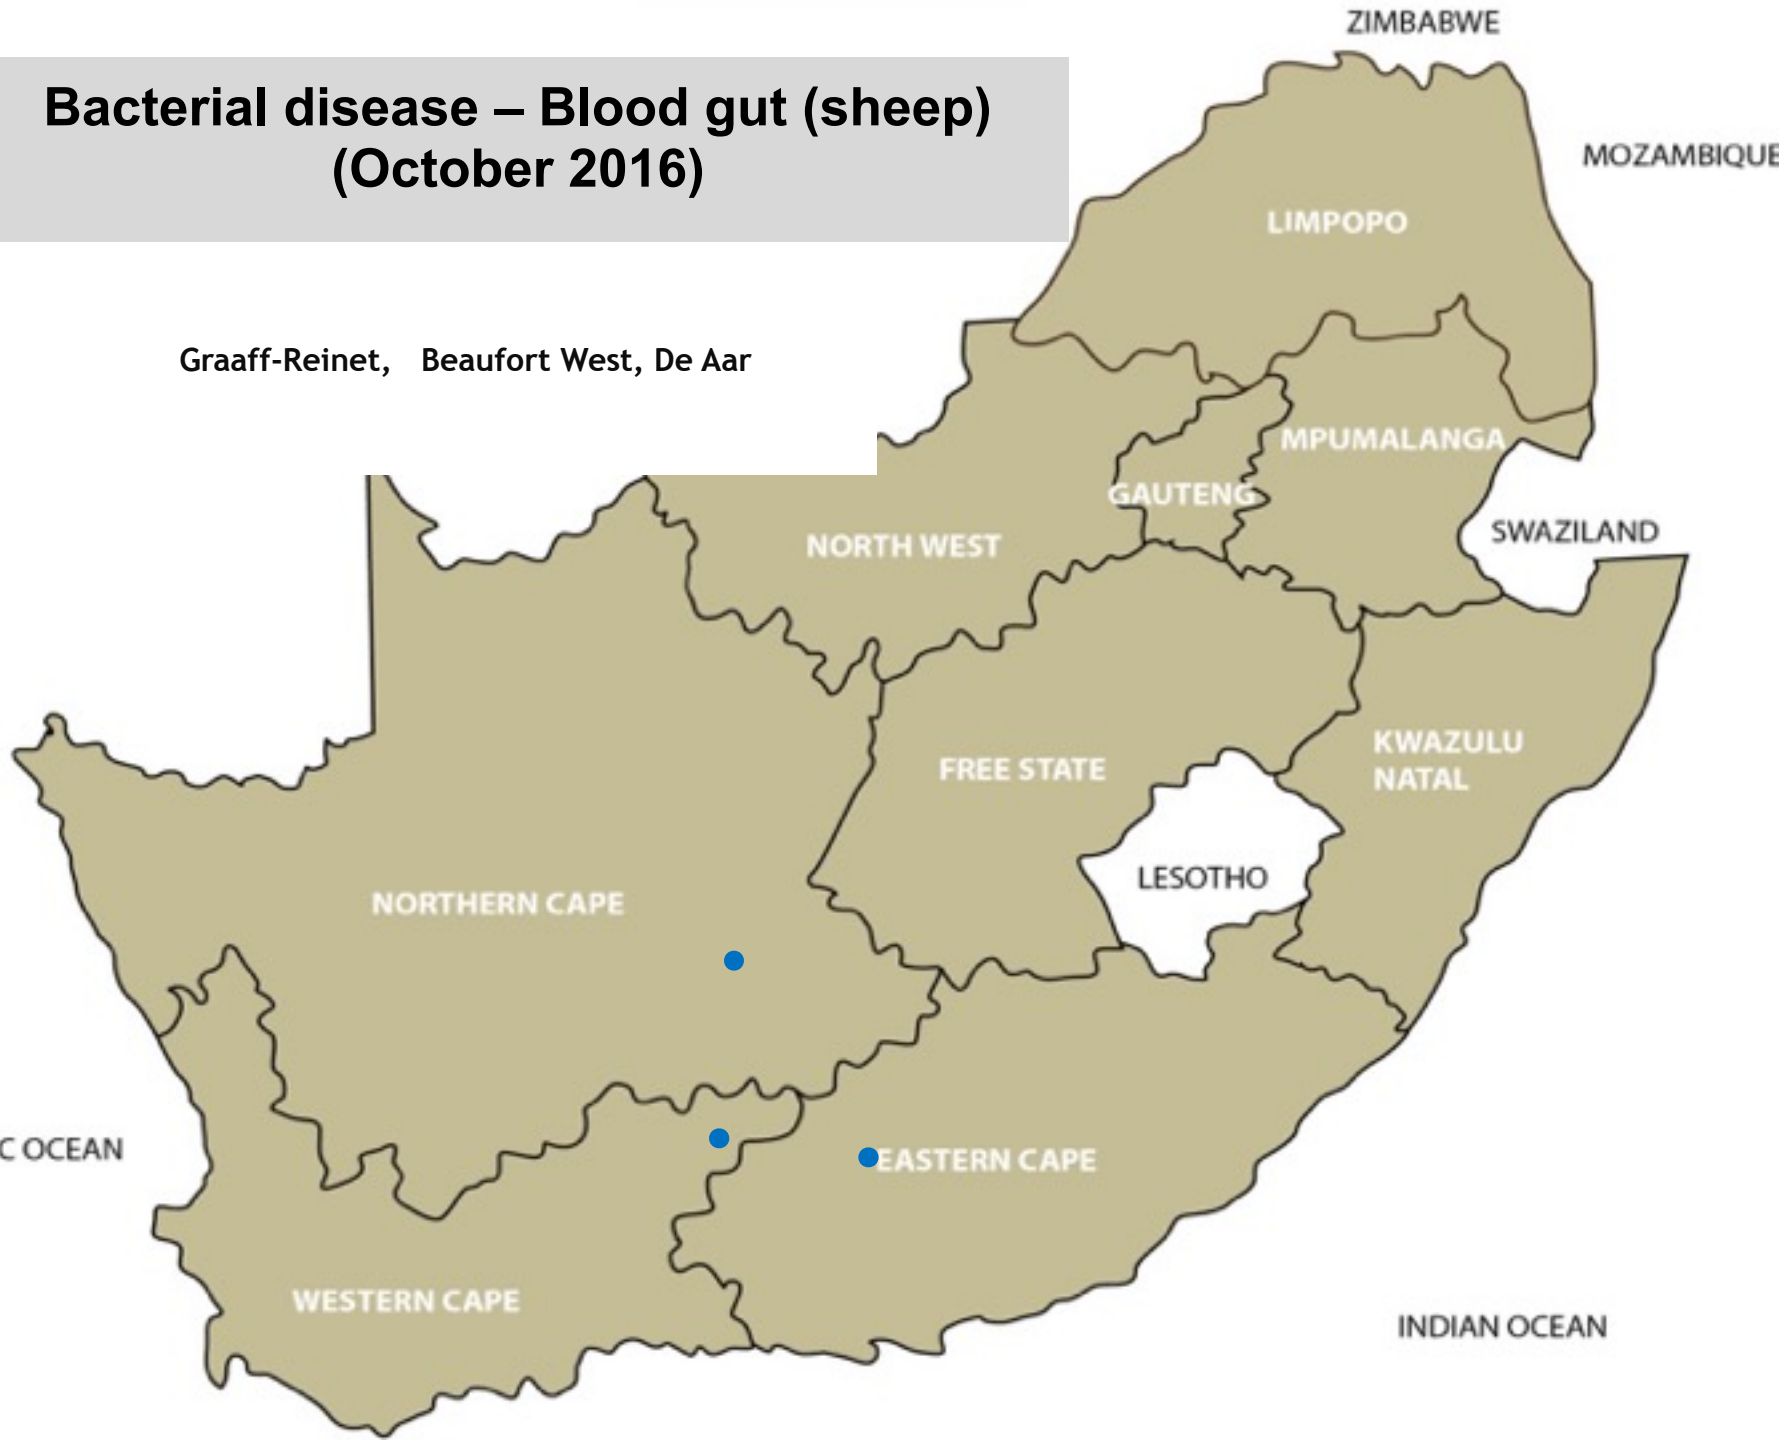 ZIMBABWE
Bacterial disease – Blood gut (sheep)
(October 2016)
MOZAMBIQUE
LIMPOPO
Graaff-Reinet, Beaufort West, De Aar
MPUMALANGA
GAUTENG
SWAZILAND
NORTH WEST
KWAZULU
NATAL
FREE STATE
LESOTHO
NORTHERN CAPE
C OCEAN
EASTERN CAPE
WESTERN CAPE
INDIAN OCEAN